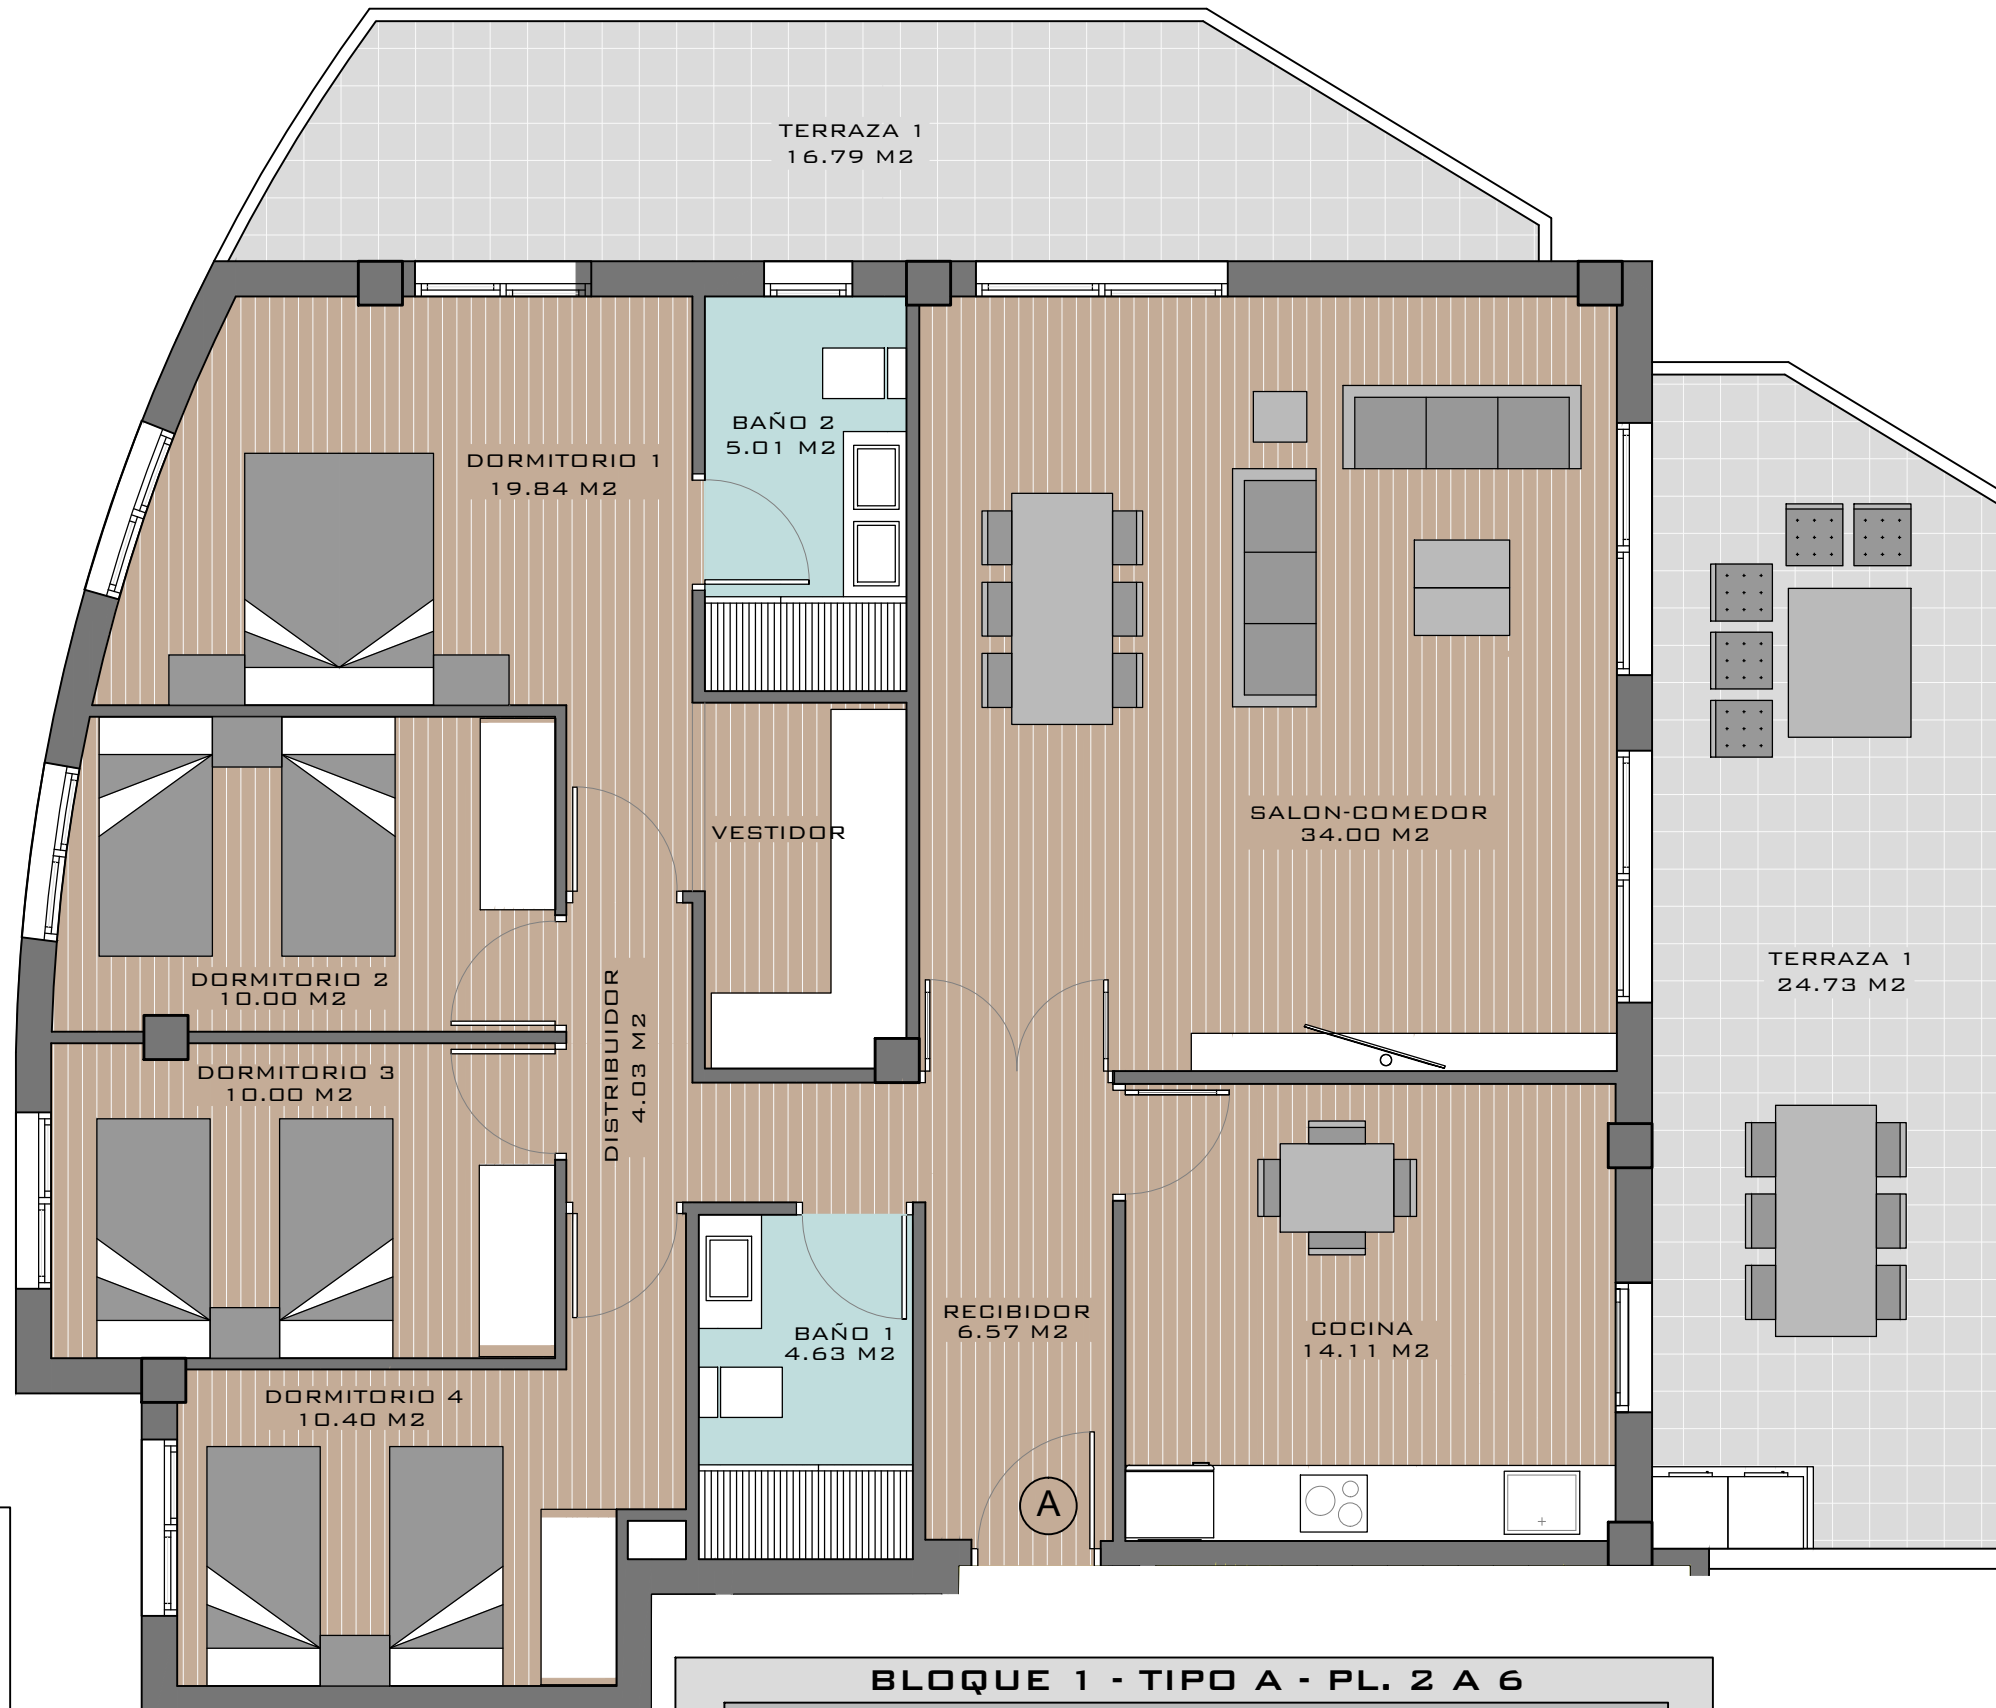 TERRAZA 1
16.79 M2
BAÑO 2
5.01 M2
DORMITORIO 1
19.84 M2
VESTIDOR
SALON-COMEDOR
34.00 M2
TERRAZA 1
24.73 M2
DORMITORIO 2
10.00 M2
DISTRIBUIDOR
4.03 M2
DORMITORIO 3
10.00 M2
RECIBIDOR
6.57 M2
BAÑO 1
4.63 M2
COCINA
14.11 M2
DORMITORIO 4
10.40 M2
A
BLOQUE 1 - TIPO A - PL. 2 A 6